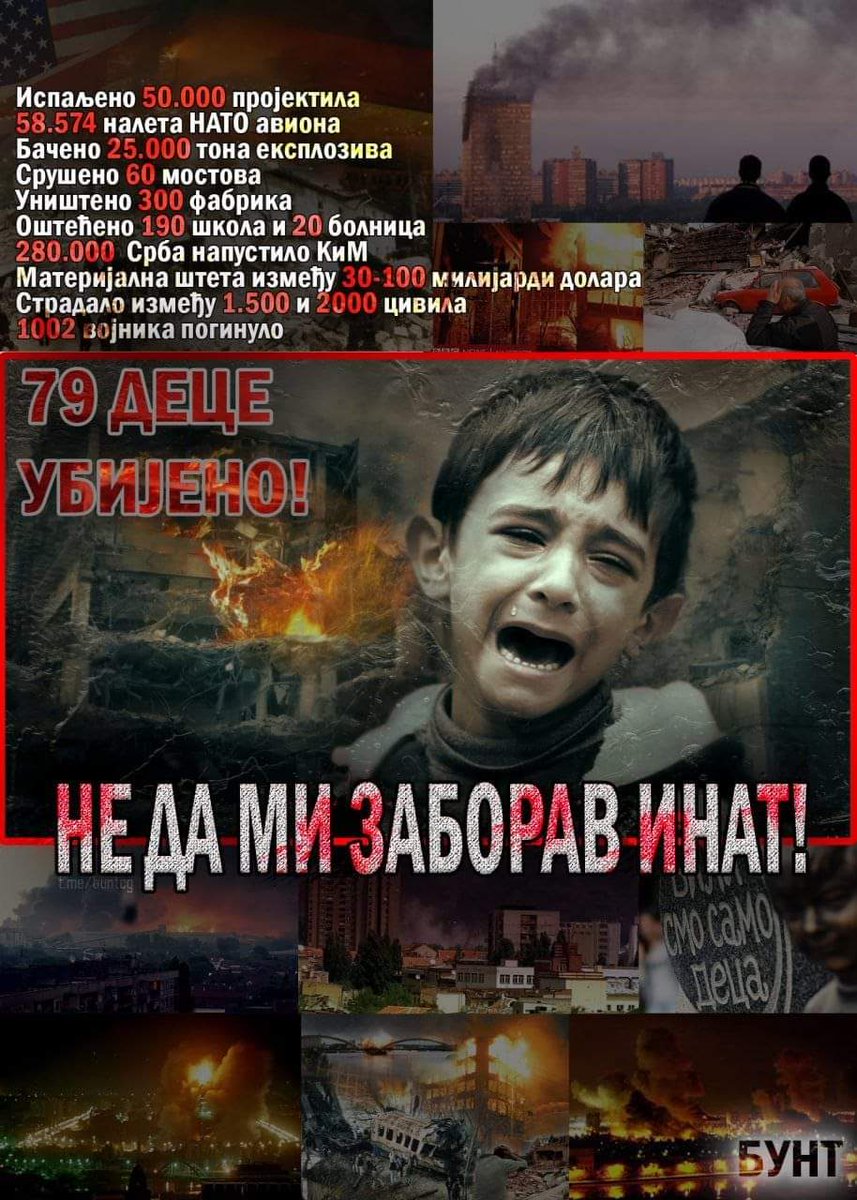 Испаљено 50.000 пројектила
58.574 налета НАТО авиона
Бачено 25.000 тона експлозива
Срушено 60 мостова
Уништено 300 фабрика
Оштећено 190 школа и 20 болница
280.000 Срба напустило КиМ
Материјална штета између 30-100 милијарди долара
Страдало између 1.500 и 2000 цивила
1002 војника погинуло
79 ДЕЦЕ
УБИЈЕНО!
НЕ ДА МИ ЗАБОРАВ ИНАТ!
t.me/buntcg
смо само
деца
БУНТ